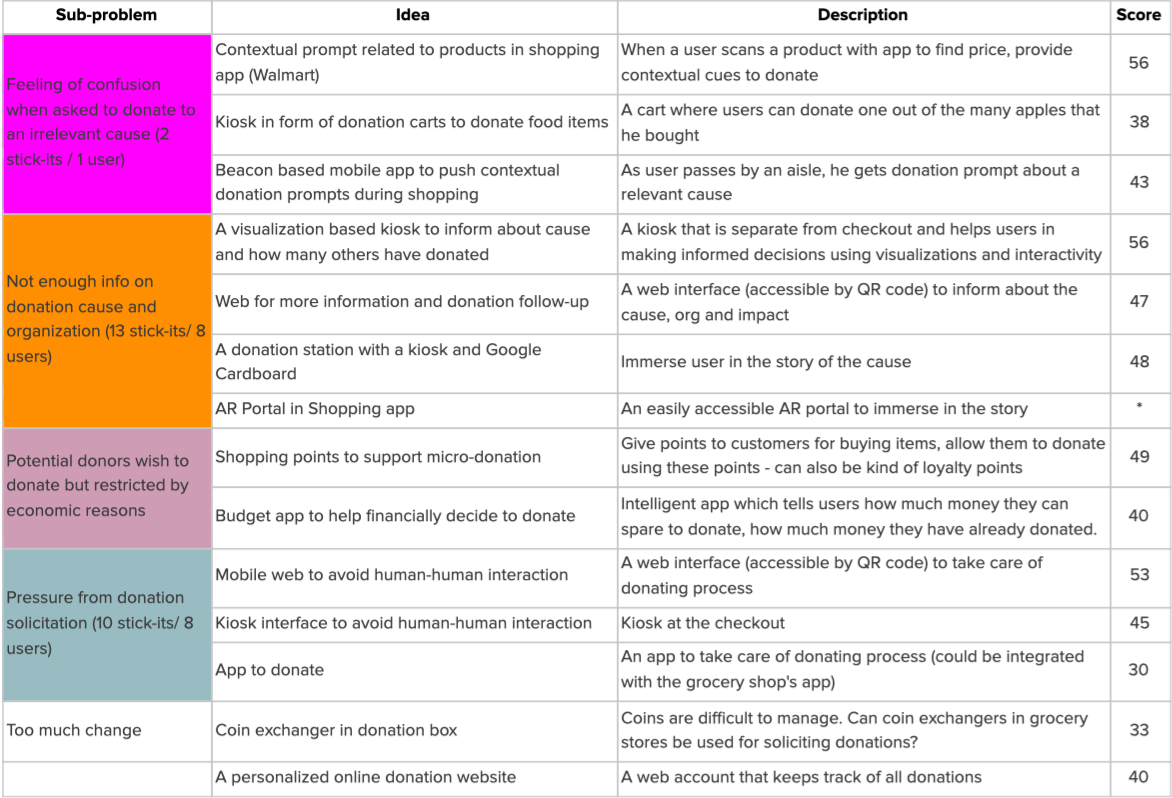 Sub-problem Idea Description Score
Feeling of confusion
when asked to donate to
an irrelevant cause (2
stick-its / 1 user)
Contextual prompt related to products in shopping
app (Walmart)
When a user scans a product with app to find price, provide
contextual cues to donate
56
Kiosk in form of donation carts to donate food items
A cart where users can donate one out of the many apples that
he bought
38
Beacon based mobile app to push contextual
donation prompts during shopping
As user passes by an aisle, he gets donation prompt about a
relevant cause
43
Not enough info on
donation cause and
organization (13 stick-its/ 8
users)
A visualization based kiosk to inform about cause
and how many others have donated
A kiosk that is separate from checkout and helps users in
making informed decisions using visualizations and interactivity
56
Web for more information and donation follow-up
A web interface (accessible by QR code) to inform about the
cause, org and impact
47
A donation station with a kiosk and Google
Cardboard
Immerse user in the story of the cause
48
AR Portal in Shopping app
An easily accessible AR portal to immerse in the story
*
Potential donors wish to
donate but restricted by
economic reasons
Shopping points to support micro-donation
Give points to customers for buying items, allow them to donate
using these points - can also be kind of loyalty points
49
Budget app to help financially decide to donate
Intelligent app which tells users how much money they can
spare to donate, how much money they have already donated.
40
Pressure from donation
solicitation (10 stick-its/ 8
users)
Mobile web to avoid human-human interaction
A web interface (accessible by QR code) to take care of
donating process
53
Kiosk interface to avoid human-human interaction
Kiosk at the checkout
45
App to donate
An app to take care of donating process (could be integrated
with the grocery shop's app)
30
Too much change
Coin exchanger in donation box
Coins are difficult to manage. Can coin exchangers in grocery
stores be used for soliciting donations?
33
A personalized online donation website
A web account that keeps track of all donations
40